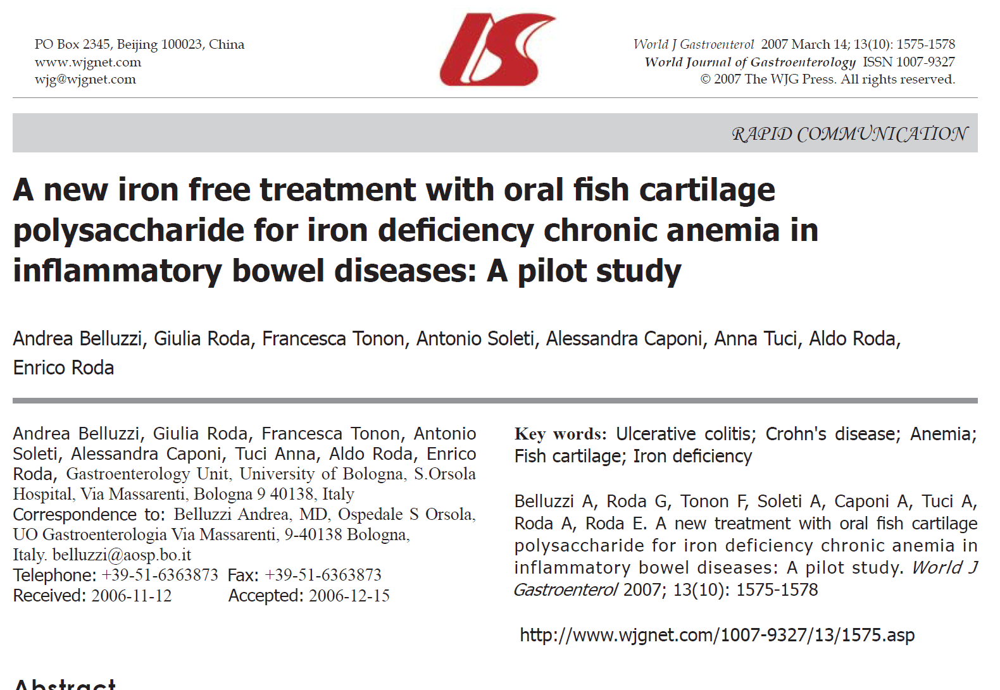 PO Box 2345, Beijing 100023, China
www.wjgnet.com
wjg@wjgnet.com
World J Gastroenterol 2007 March 14; 13(10): 1575-1578
World Journal of Gastroenterology ISSN 1007-9327
© 2007 The WJG Press. All rights reserved.
RAPID COMMUNICATION
A new iron free treatment with oral fish cartilage
polysaccharide for iron deficiency chronic anemia in
inflammatory bowel diseases: A pilot study
Andrea Belluzzi, Giulia Roda, Francesca Tonon, Antonio Soleti, Alessandra Caponi, Anna Tuci, Aldo Roda,
Enrico Roda
Andrea Belluzzi, Giulia Roda, Francesca Tonon, Antonio
Soleti, Alessandra Caponi, Tuci Anna, Aldo Roda, Enrico
Roda, Gastroenterology Unit, University of Bologna, S.Orsola
Hospital, Via Massarenti, Bologna 9 40138, Italy
Correspondence to: Belluzzi Andrea, MD, Ospedale S Orsola,
UO Gastroenterologia Via Massarenti, 9-40138 Bologna,
Italy. belluzzi@aosp.bo.it
Telephone: +39-51-6363873 Fax: +39-51-6363873
Received: 2006-11-12 Accepted: 2006-12-15
Key words: Ulcerative colitis; Crohn's disease; Anemia;
Fish cartilage; Iron deficiency
Belluzzi A, Roda G, Tonon F, Soleti A, Caponi A, Tuci A,
Roda A, Roda E. A new treatment with oral fish cartilage
polysaccharide for iron deficiency chronic anemia in
inflammatory bowel diseases: A pilot study. World J
Gastroenterol 2007; 13(10): 1575-1578
http://www.wjgnet.com/1007-9327/13/1575.asp
Abstract